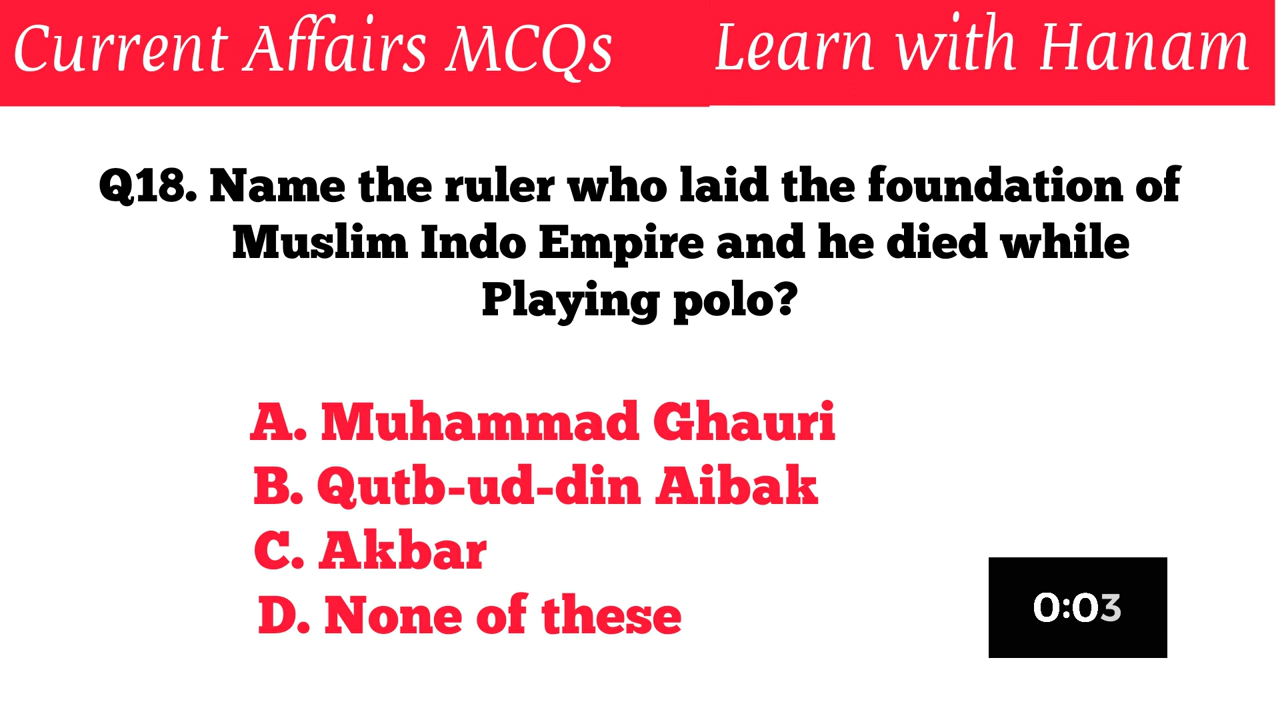 Current Affairs MCQs
Learn with Hanam
Q18. Name the ruler who laid the foundation of
Muslim Indo Empire and he died while
Playing polo?
A. Muhammad Ghauri
B. Qutb-ud-din Aibak
C. Akbar
D. None of these
0:03